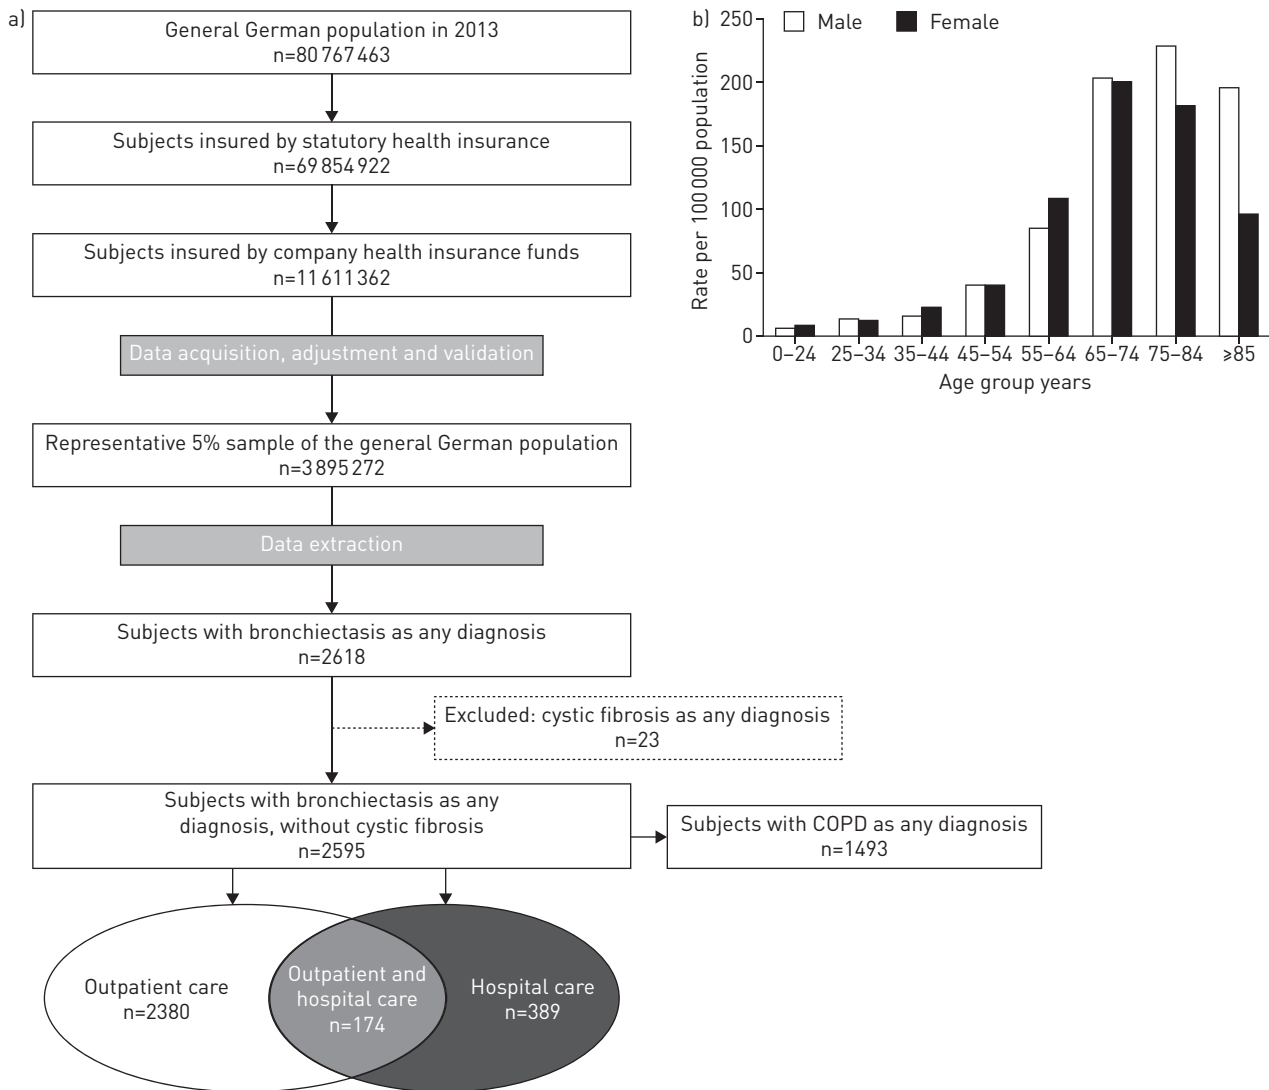 a)
General German population in 2013
n=80 767 463
Subjects insured by statutory health insurance
n=69 854 922
Subjects insured by company health insurance funds
n=11 611 362
Data acquisition, adjustment and validation
Representative 5% sample of the general German population
n=3 895 272
Data extraction
Subjects with bronchiectasis as any diagnosis
n=2618
Excluded: cystic fibrosis as any diagnosis
n=23
Subjects with bronchiectasis as any
diagnosis, without cystic fibrosis
n=2595
Subjects with COPD as any diagnosis
n=1493
Outpatient care
n=2380
Outpatient and
hospital care
n=174
Hospital care
n=389
b)
Male
Female
Rate per 100 000 population
250
200
150
100
50
0
0–24
25–34
35–44
45–54
55–64
65–74
75–84
≥85
Age group years